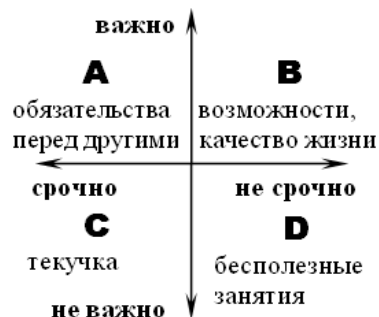 важно
A B
обязательства возможности,
перед другими качество жизни
срочно не срочно
C D
текучка бесполезные
занятия
не важно